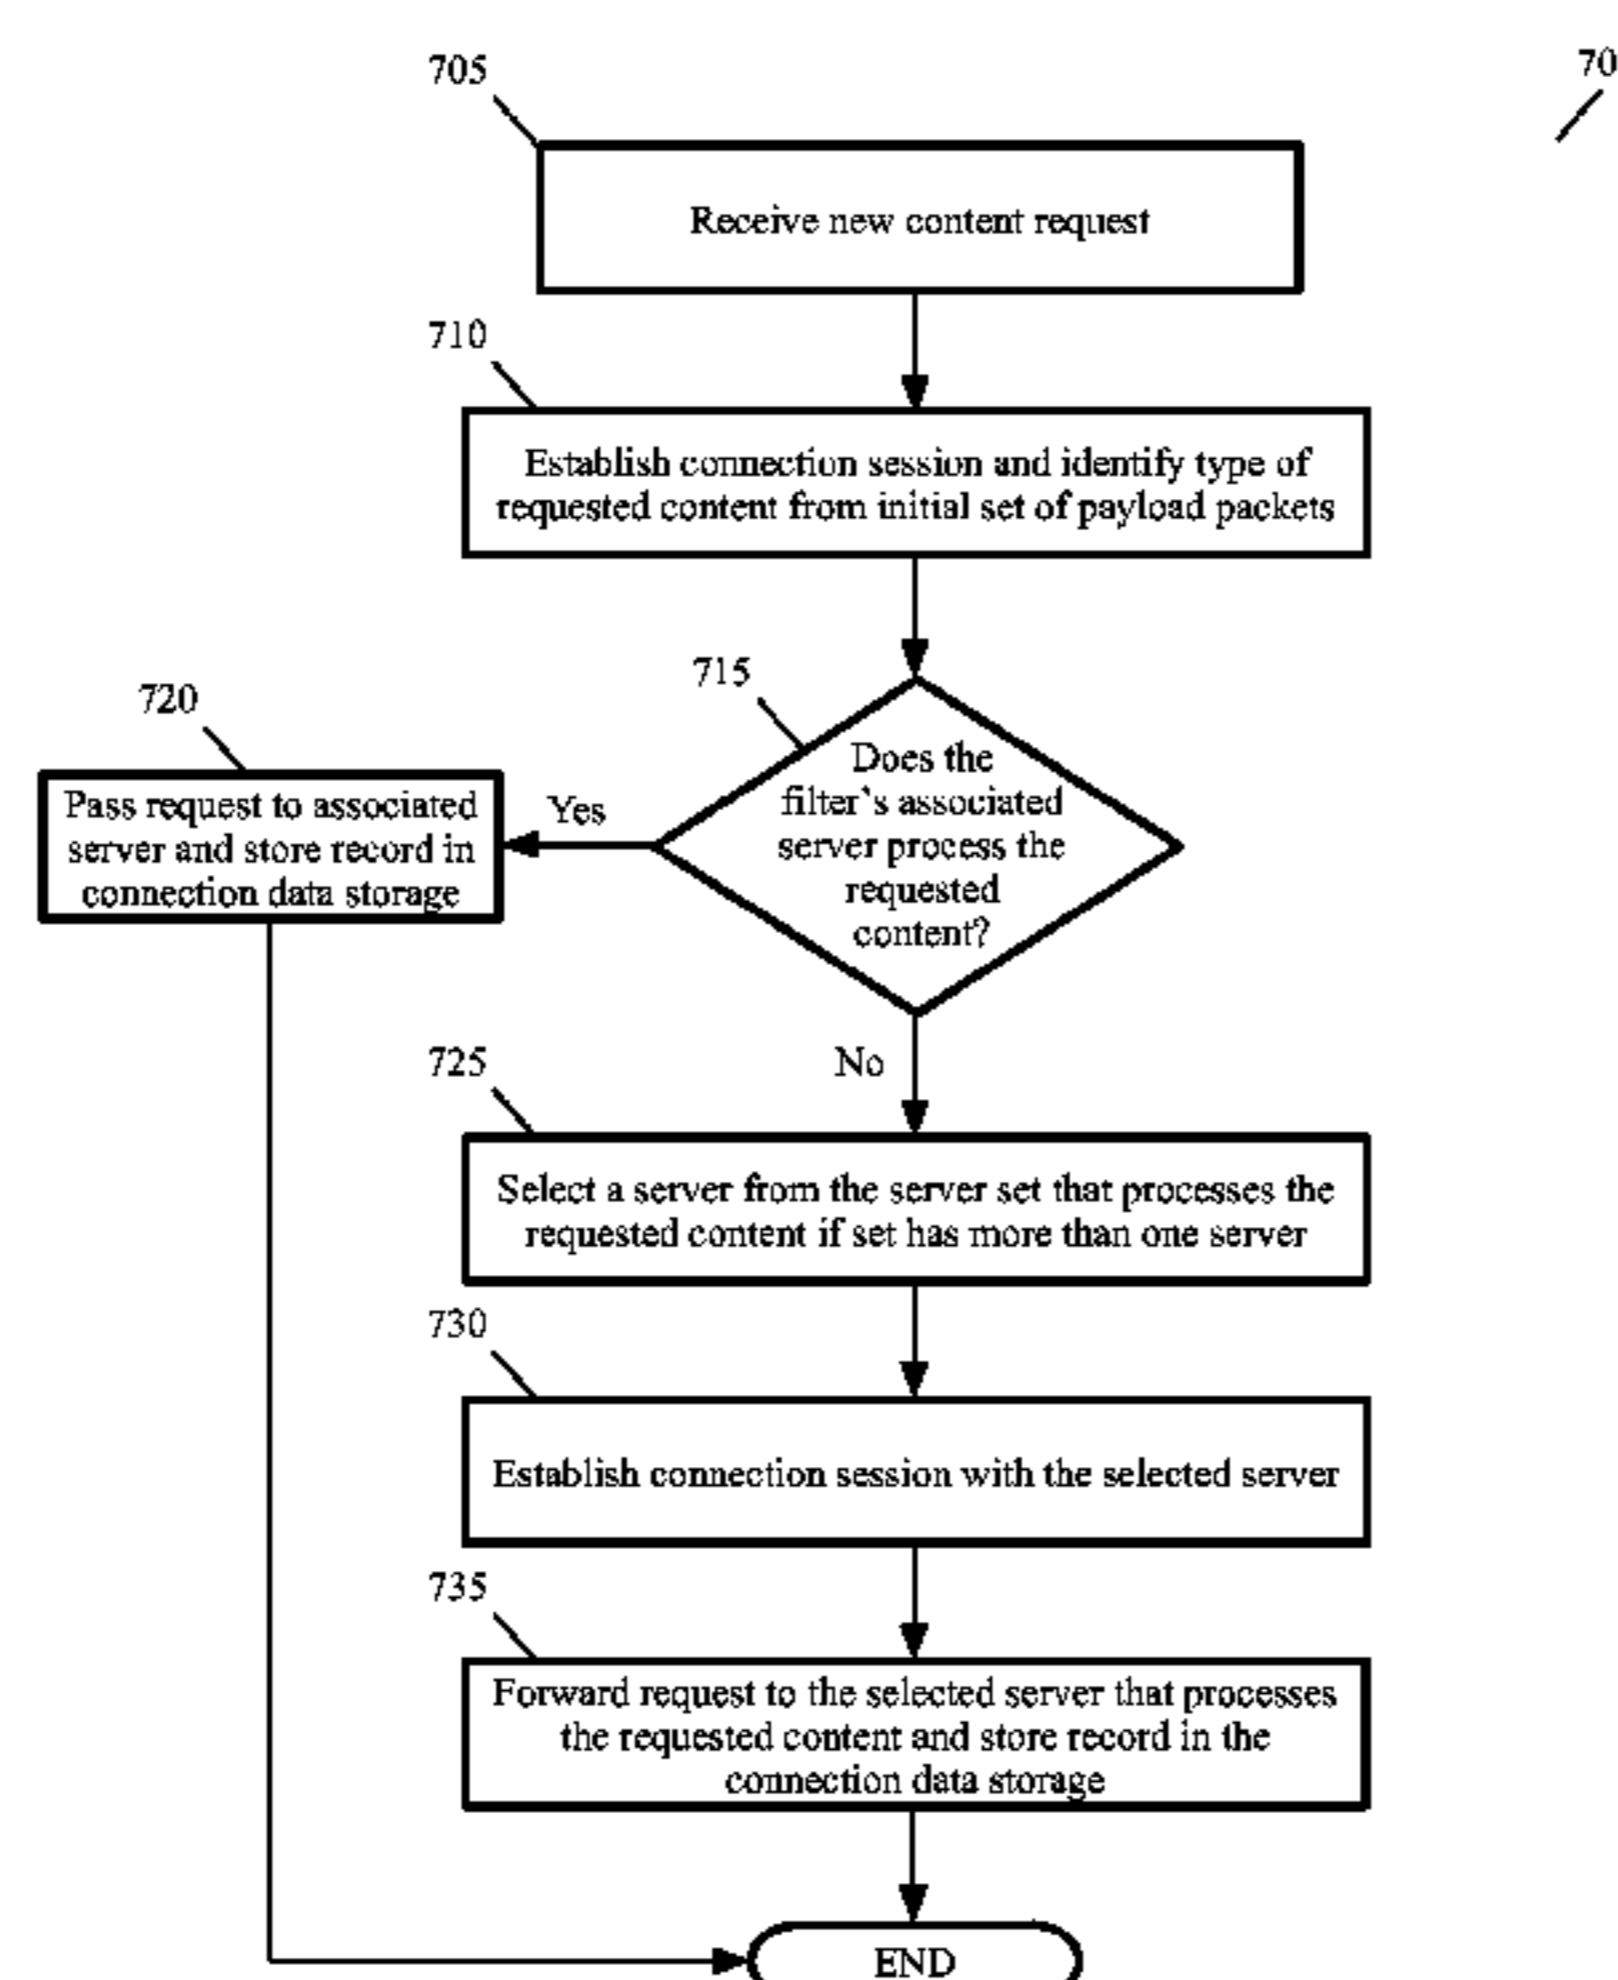 705
70
Receive new content request
710
Establish connection session and identify type of
requested content from initial set of payload packets
715
720
Does the
filter's associated
server process the
requested
content?
Yes
Pass request to associated
server and store record in
connection data storage
No
725
Select a server from the server set that processes the
requested content if set has more than one server
730
Establish connection session with the selected server
735
Forward request to the selected server that processes
the requested content and store record in the
connection data storage
END